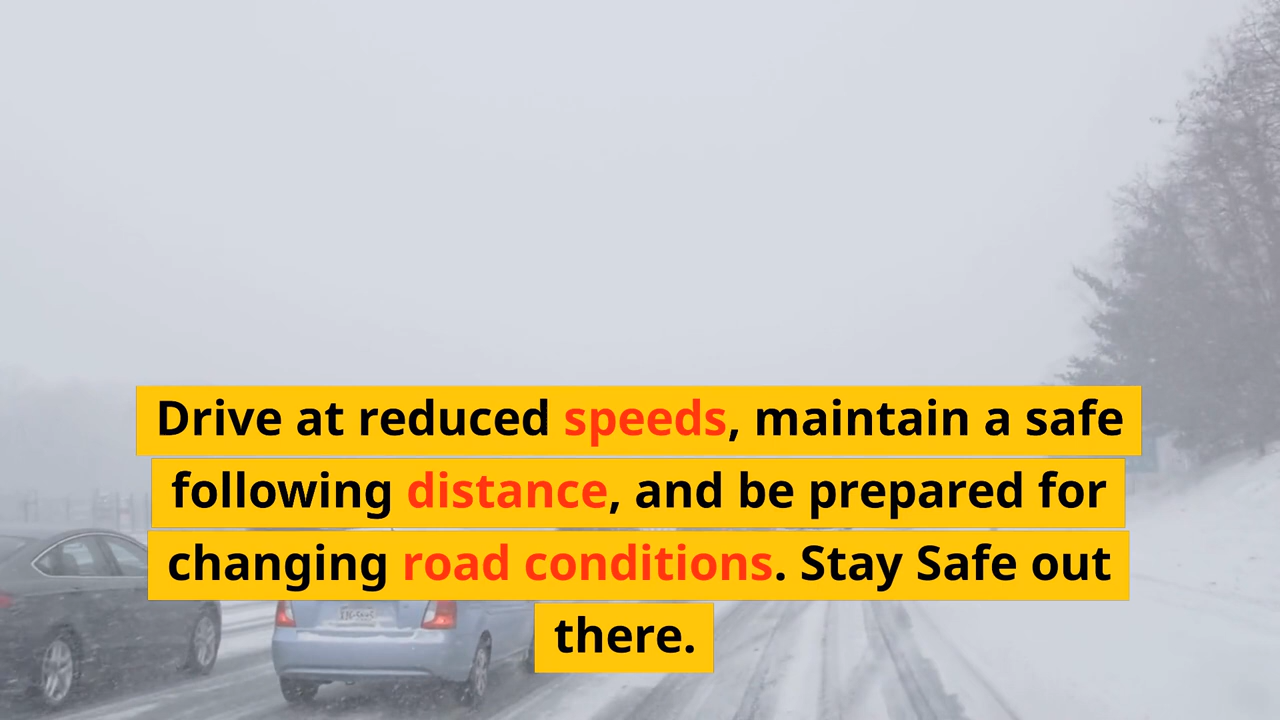 Drive at reduced speeds, maintain a safe
following distance, and be prepared for
changing road conditions. Stay Safe out
there.